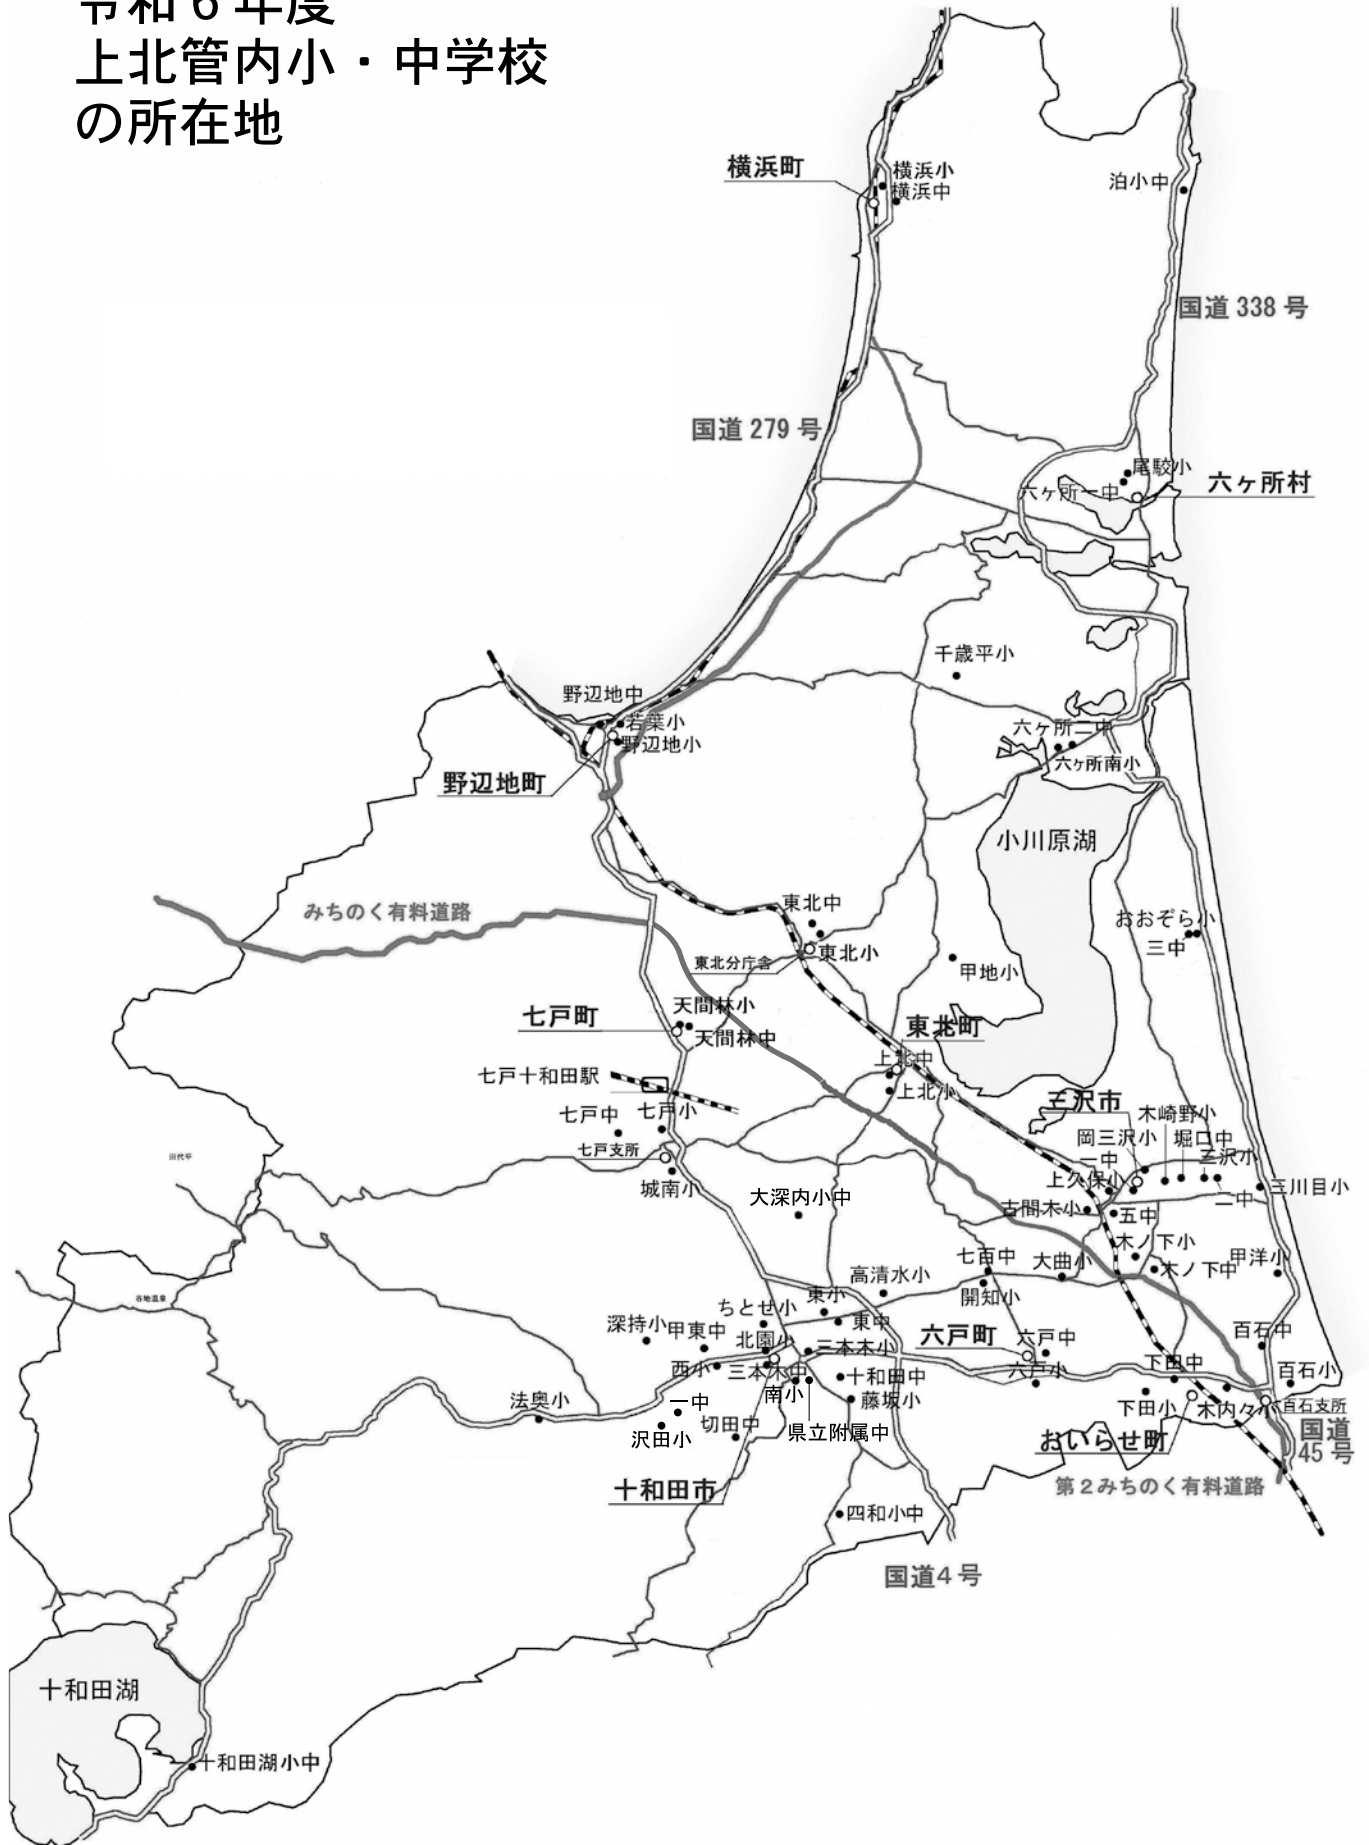 令和６年度
上北管内小・中学校
の所在地
横浜町
横浜小
横浜中
泊小中
国道 338 号
国道 279 号
尾駮小
六ヶ所一中
六ヶ所村
千歳平小
野辺地中
若葉小
野辺地小
野辺地町
六ヶ所二中
六ヶ所南小
小川原湖
みちのく有料道路
東北中
東北小
東北分庁舎
おおぞら小
三中
甲地小
七戸町
天間林小
天間林中
東北町
上北中
上北小
七戸十和田駅
七戸中
七戸小
七戸支所
城南小
田代平
三沢市
木崎野小
岡三沢小
堀口中
一中
三沢小
上久保小
二中
三川目小
古間木小
五中
大深内小中
木ノ下小
木ノ下中
甲洋小
七百中
大曲小
開知小
高清水小
谷地温泉
ちとせ小
東小
東中
深持小
甲東中
北園小
三本木小
六戸町
六戸中
六戸小
百石中
西小
三本木中
十和田中
下田中
百石小
南小
藤坂小
法奥小
一中
沢田小
切田中
県立附属中
下田小
木内々小
百石支所
おいらせ町
国道
45 号
第２みちのく有料道路
十和田市
四和小中
国道４号
十和田湖
十和田湖小中